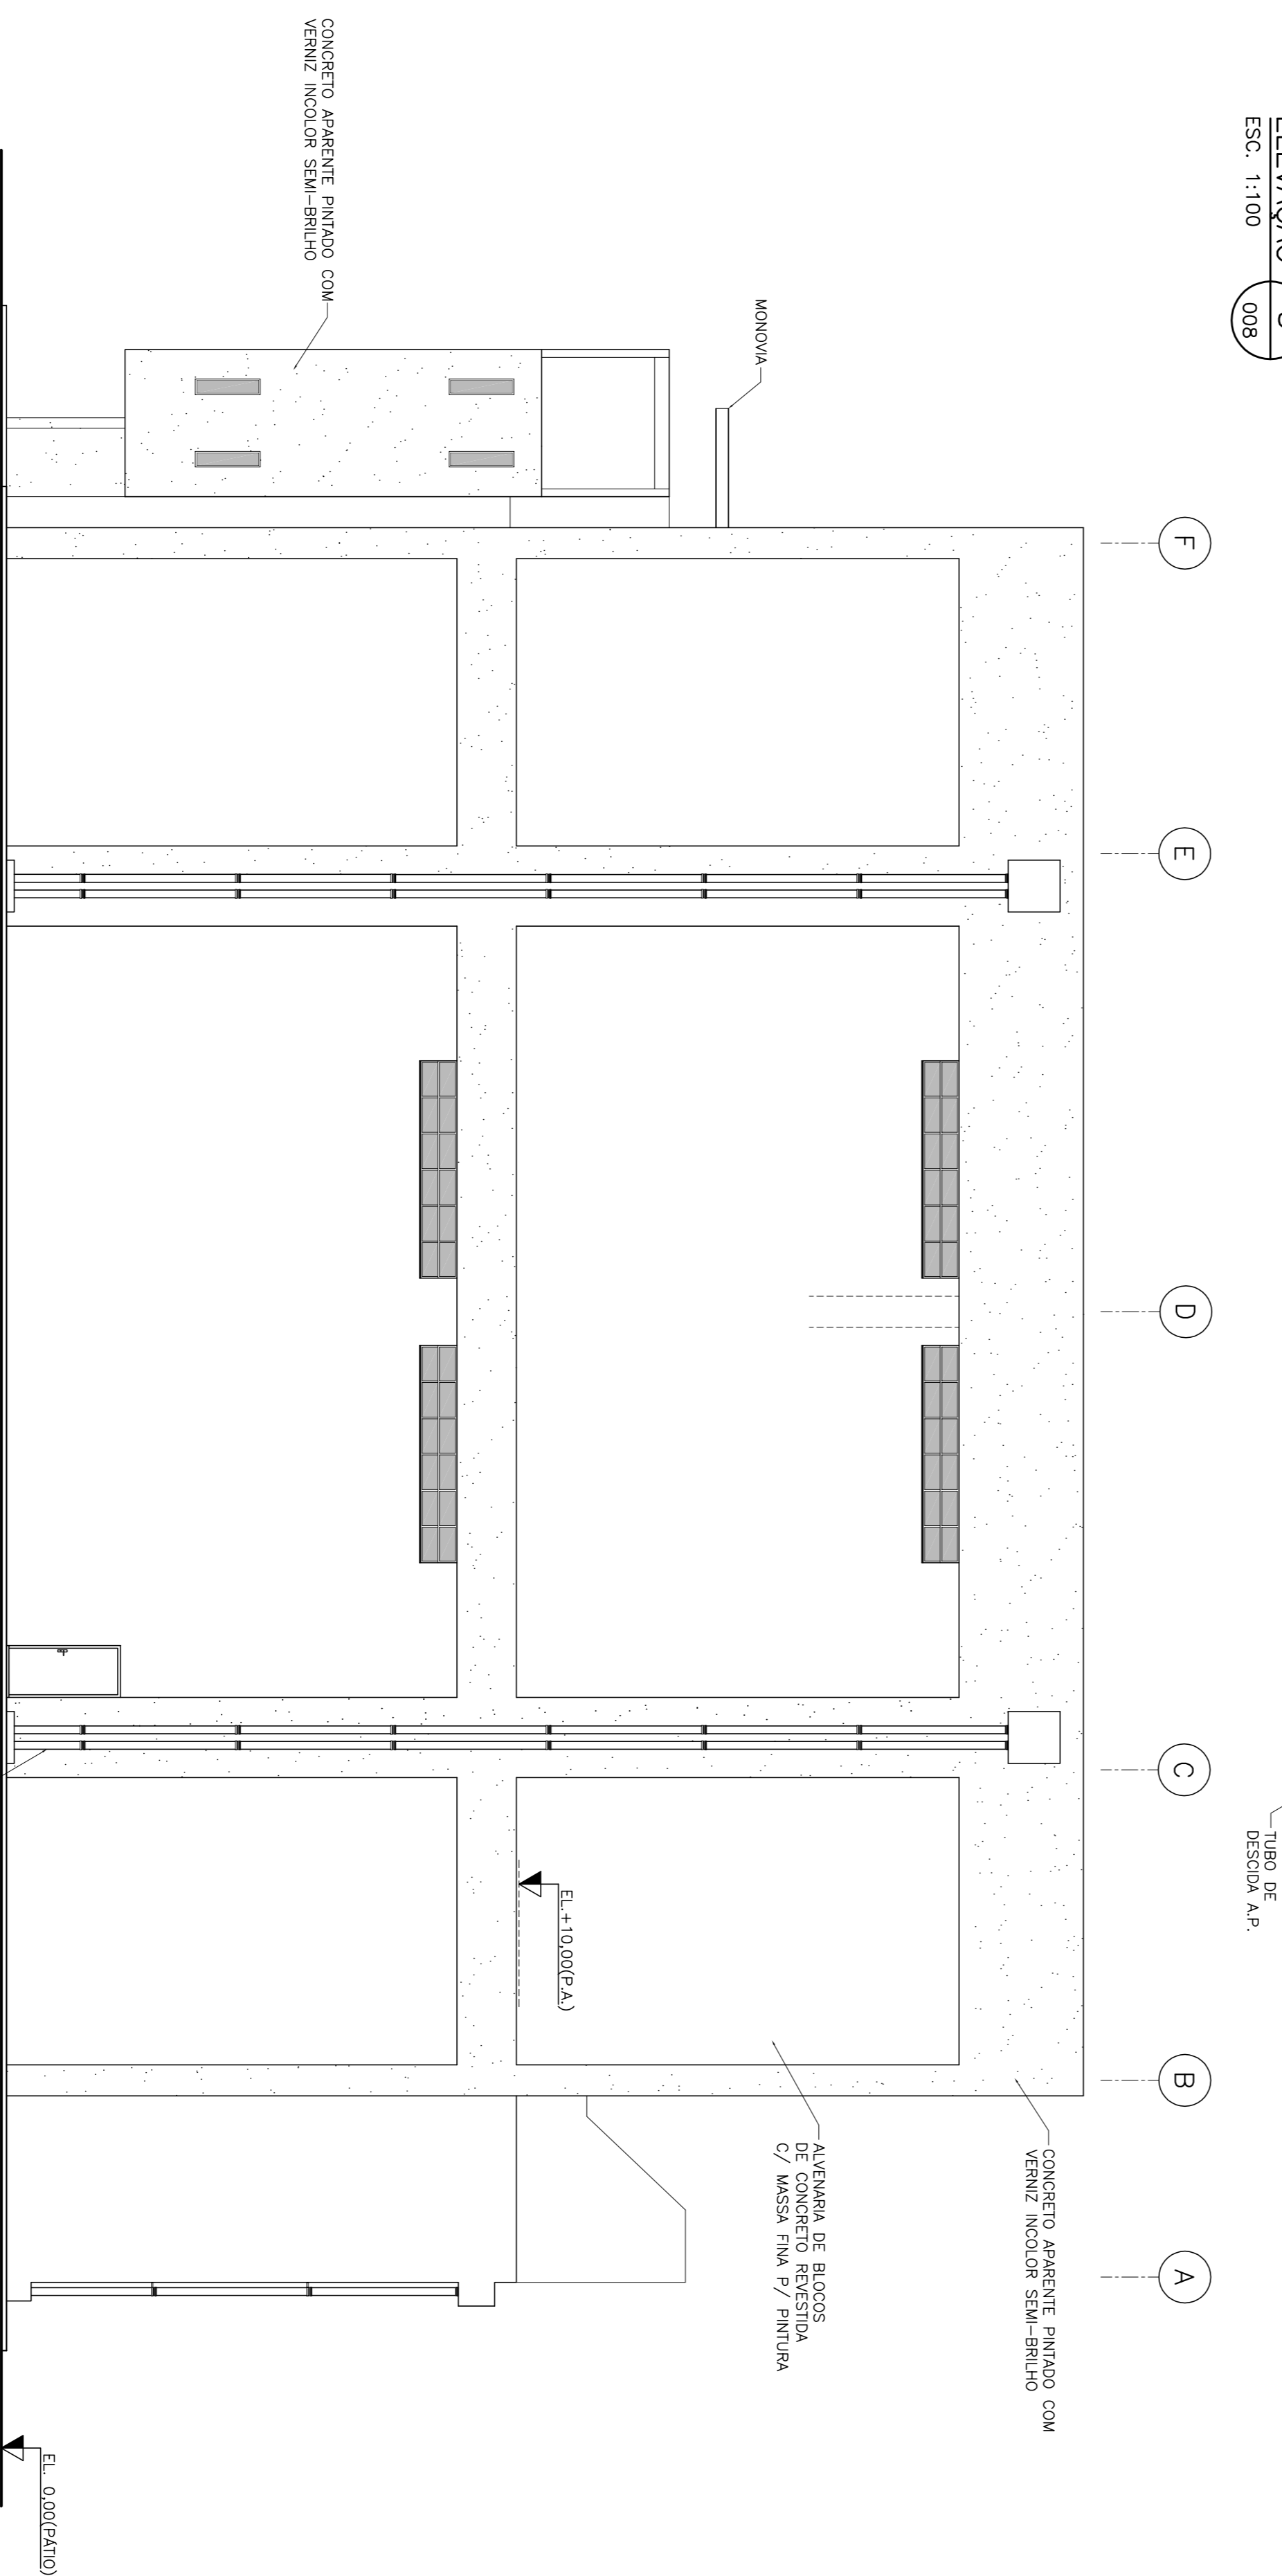 ESC. 1:100
008
F
E
D
C
B
A
TUBO DE
DESCIDA A.P.
MONOVIA
CONCRETO APARENTE PINTADO COM
VERNIZ INCOLOR SEMI-BRILHO
CONCRETO APARENTE PINTADO COM
VERNIZ INCOLOR SEMI-BRILHO
ALVENARIA DE BLOCOS
DE CONCRETO REVESTIDA
C/ MASSA FINA P/ PINTURA
EL.+10,00(P.A.)
EL. 0,00(PÁTIO)